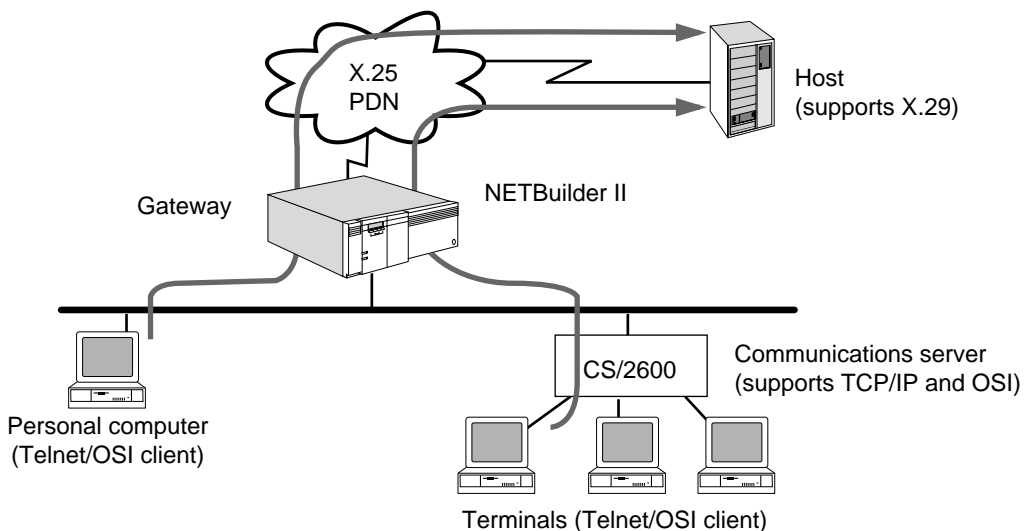 X.25
PDN
Host
(supports X.29)
Gateway
NETBuilder II
CS/2600
Communications server
(supports TCP/IP and OSI)
Personal computer
(Telnet/OSI client)
Terminals (Telnet/OSI client)